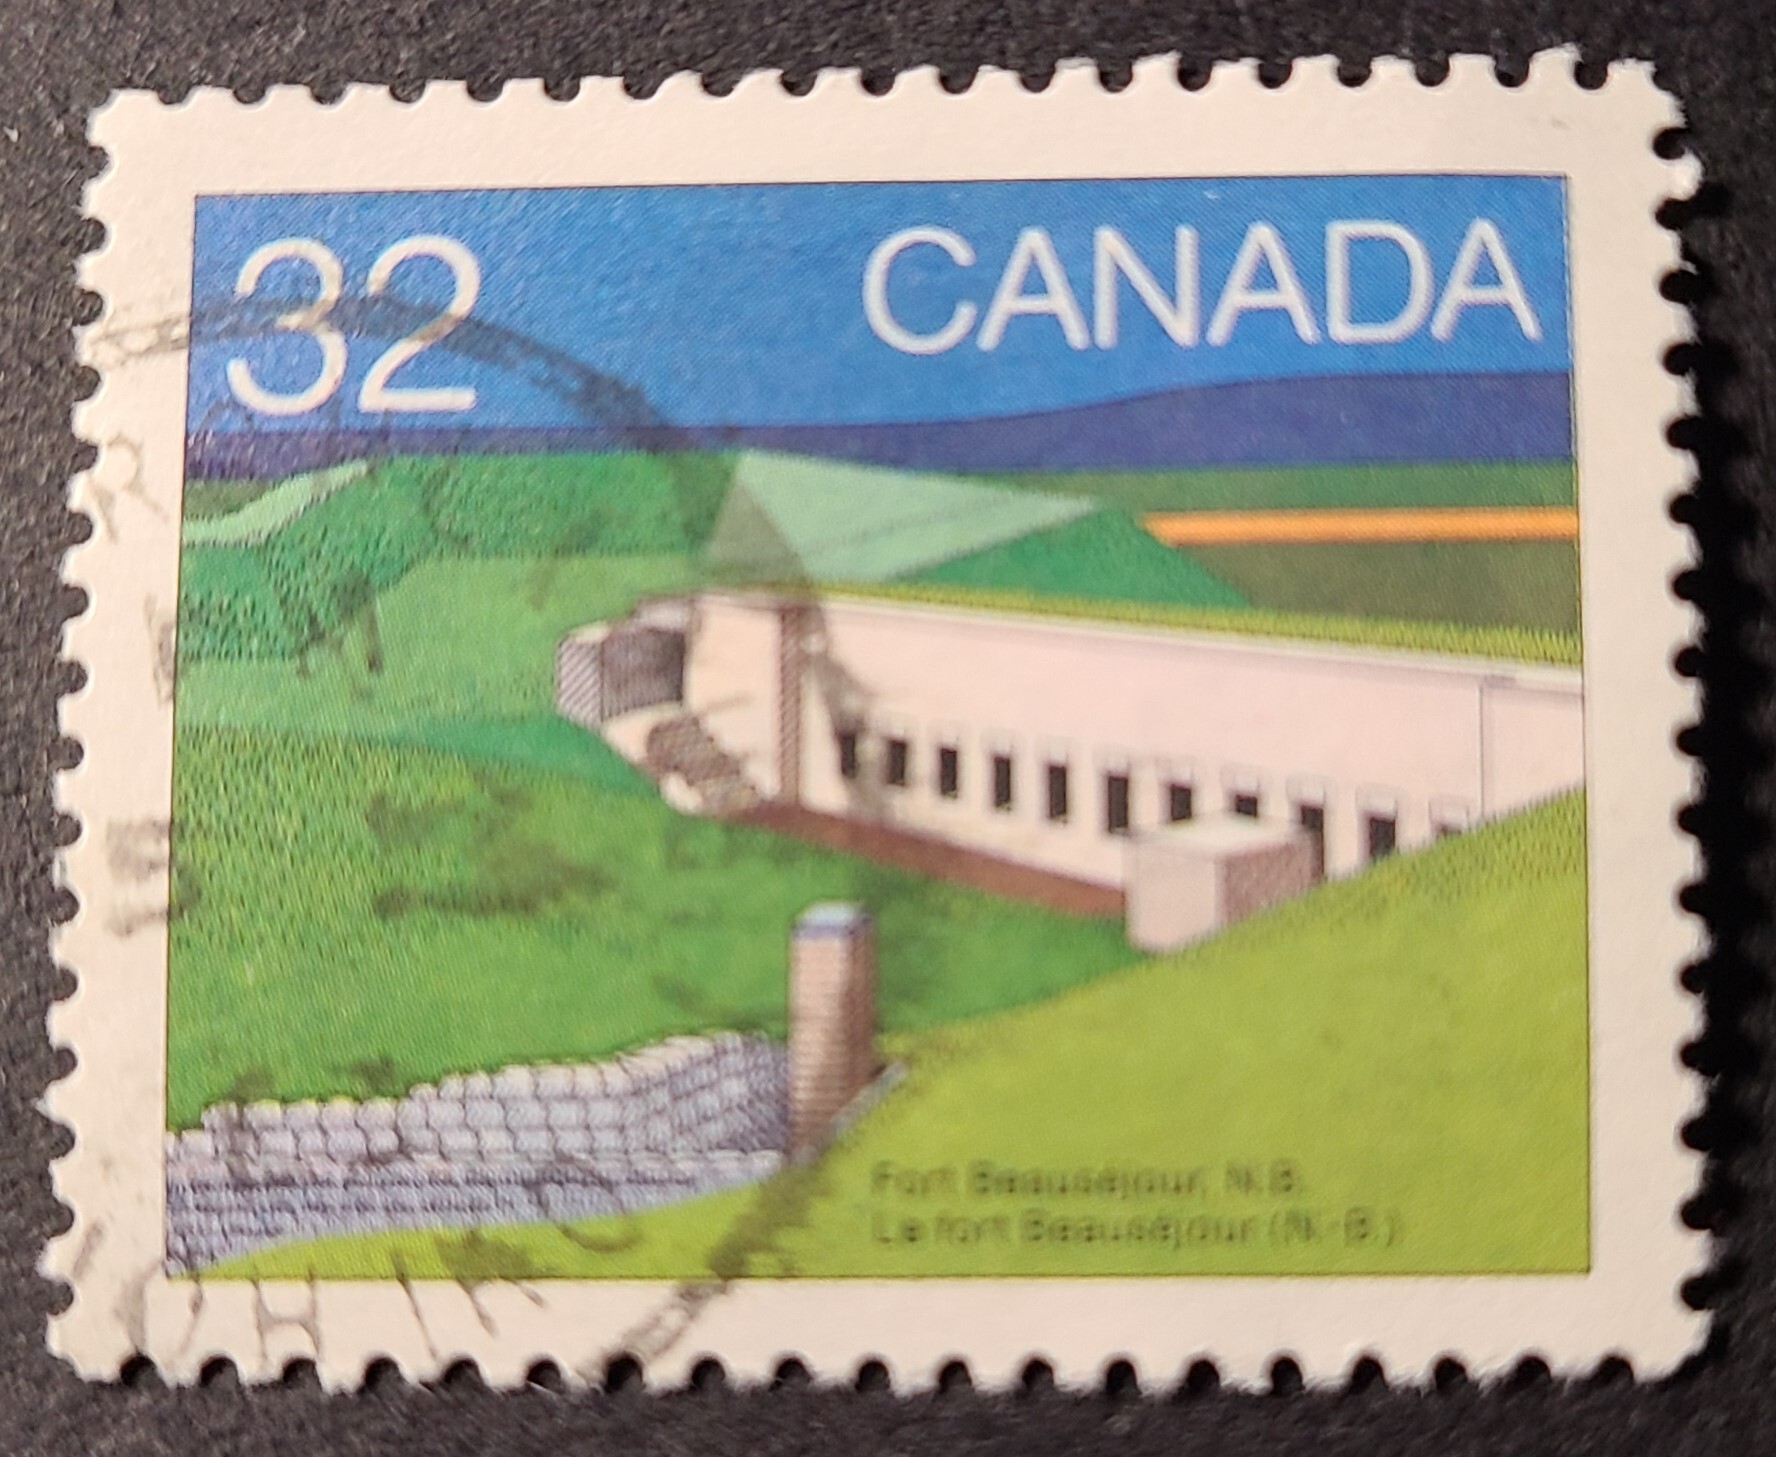 32
CANADA
Fort Beauséjour, N.B.
Le fort Beauséjour (N.-B.)